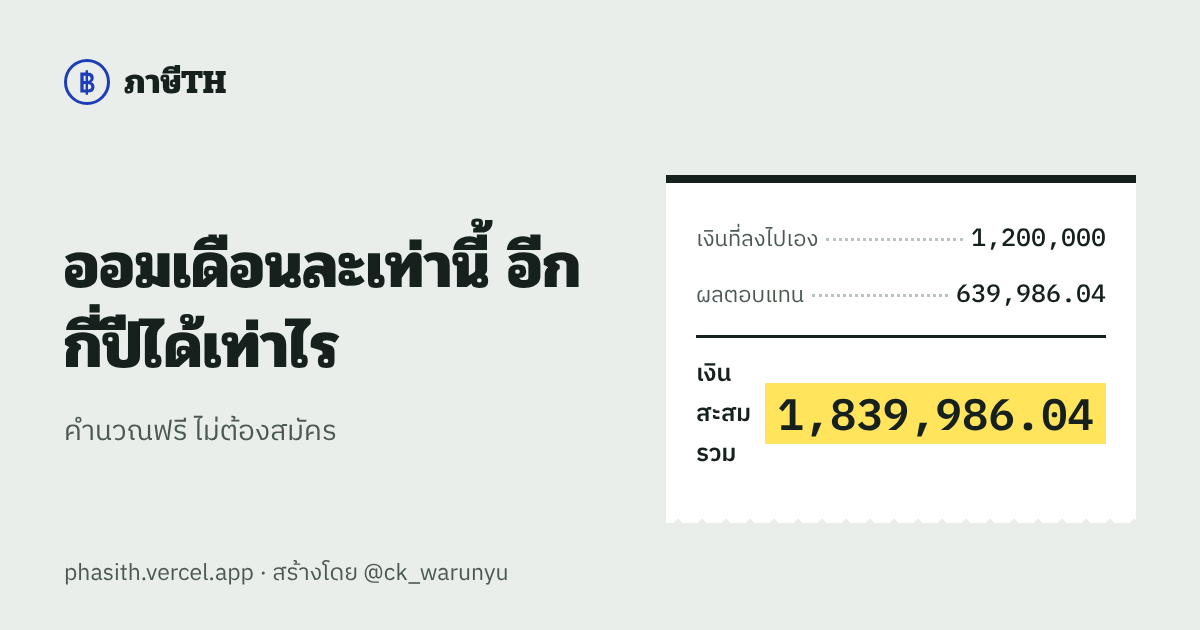 ฿ ภาษีTH
ออมเดือนละเท่านี้ อีก
กี่ปีได้เท่าไร
คำนวณฟรี ไม่ต้องสมัคร
เงินที่ลงไปเอง 1,200,000
ผลตอบแทน 639,986.04
เงิน
สะสม 1,839,986.04
รวม
phasith.vercel.app · สร้างโดย @ck_warunyu